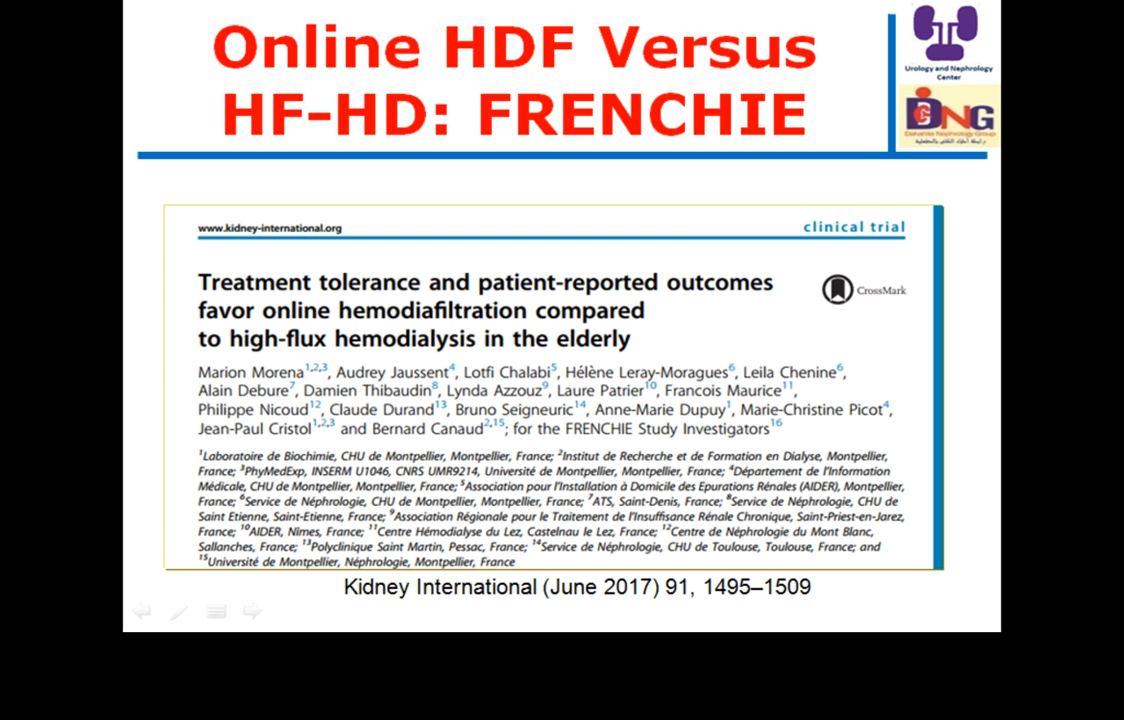 Online HDF Versus
HF-HD: FRENCHIE
Urology and Nephrology
Center
DNG
Dakahlia Nephrology Group
www.kidney-international.org
clinical trial
Treatment tolerance and patient-reported outcomes
favor online hemodiafiltration compared
to high-flux hemodialysis in the elderly
CrossMark
Marion Morena1,2,3, Audrey Jaussent4, Lotfi Chalabi5, Hélène Leray-Moragues6, Leila Chenine6,
Alain Debure7, Damien Thibaudin8, Lynda Azzouz9, Laure Patrier10, Francois Maurice11,
Philippe Nicoud12, Claude Durand13, Bruno Seigneuric14, Anne-Marie Dupuy1, Marie-Christine Picot4,
Jean-Paul Cristol1,2,3 and Bernard Canaud2,15; for the FRENCHIE Study Investigators16
1Laboratoire de Biochimie, CHU de Montpellier, Montpellier, France; 2Institut de Recherche et de Formation en Dialyse, Montpellier,
France; 3PhyMedExp, INSERM U1046, CNRS UMR9214, Université de Montpellier, Montpellier, France; 4Département de l'Information
Médicale, CHU de Montpellier, Montpellier, France; 5Association pour l'Installation à Domicile des Epurations Rénales (AIDER), Montpellier,
France; 6Service de Néphrologie, CHU de Montpellier, Montpellier, France; 7ATS, Saint-Denis, France; 8Service de Néphrologie, CHU de
Saint Etienne, Saint-Etienne, France; 9Association Régionale pour le Traitement de l'Insuffisance Rénale Chronique, Saint-Priest-en-Jarez,
France; 10AIDER, Nîmes, France; 11Centre Hémodialyse du Lez, Castelnau le Lez, France; 12Centre de Néphrologie du Mont Blanc,
Sallanches, France; 13Polyclinique Saint Martin, Pessac, France; 14Service de Néphrologie, CHU de Toulouse, Toulouse, France; and
15Université de Montpellier, Néphrologie, Montpellier, France
Kidney International (June 2017) 91, 1495–1509